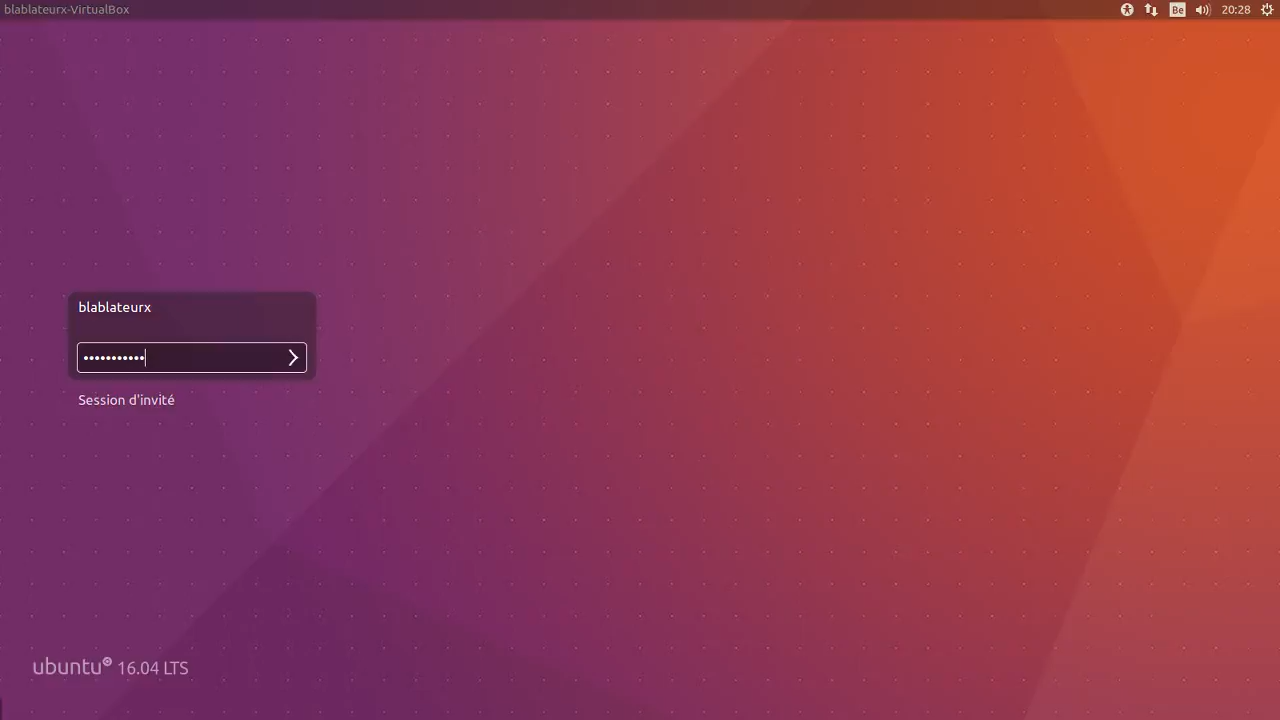 blablateurx-VirtualBox
Be
20:28
blablateurx
•••••••••••
Session d'invité
ubuntu® 16.04 LTS